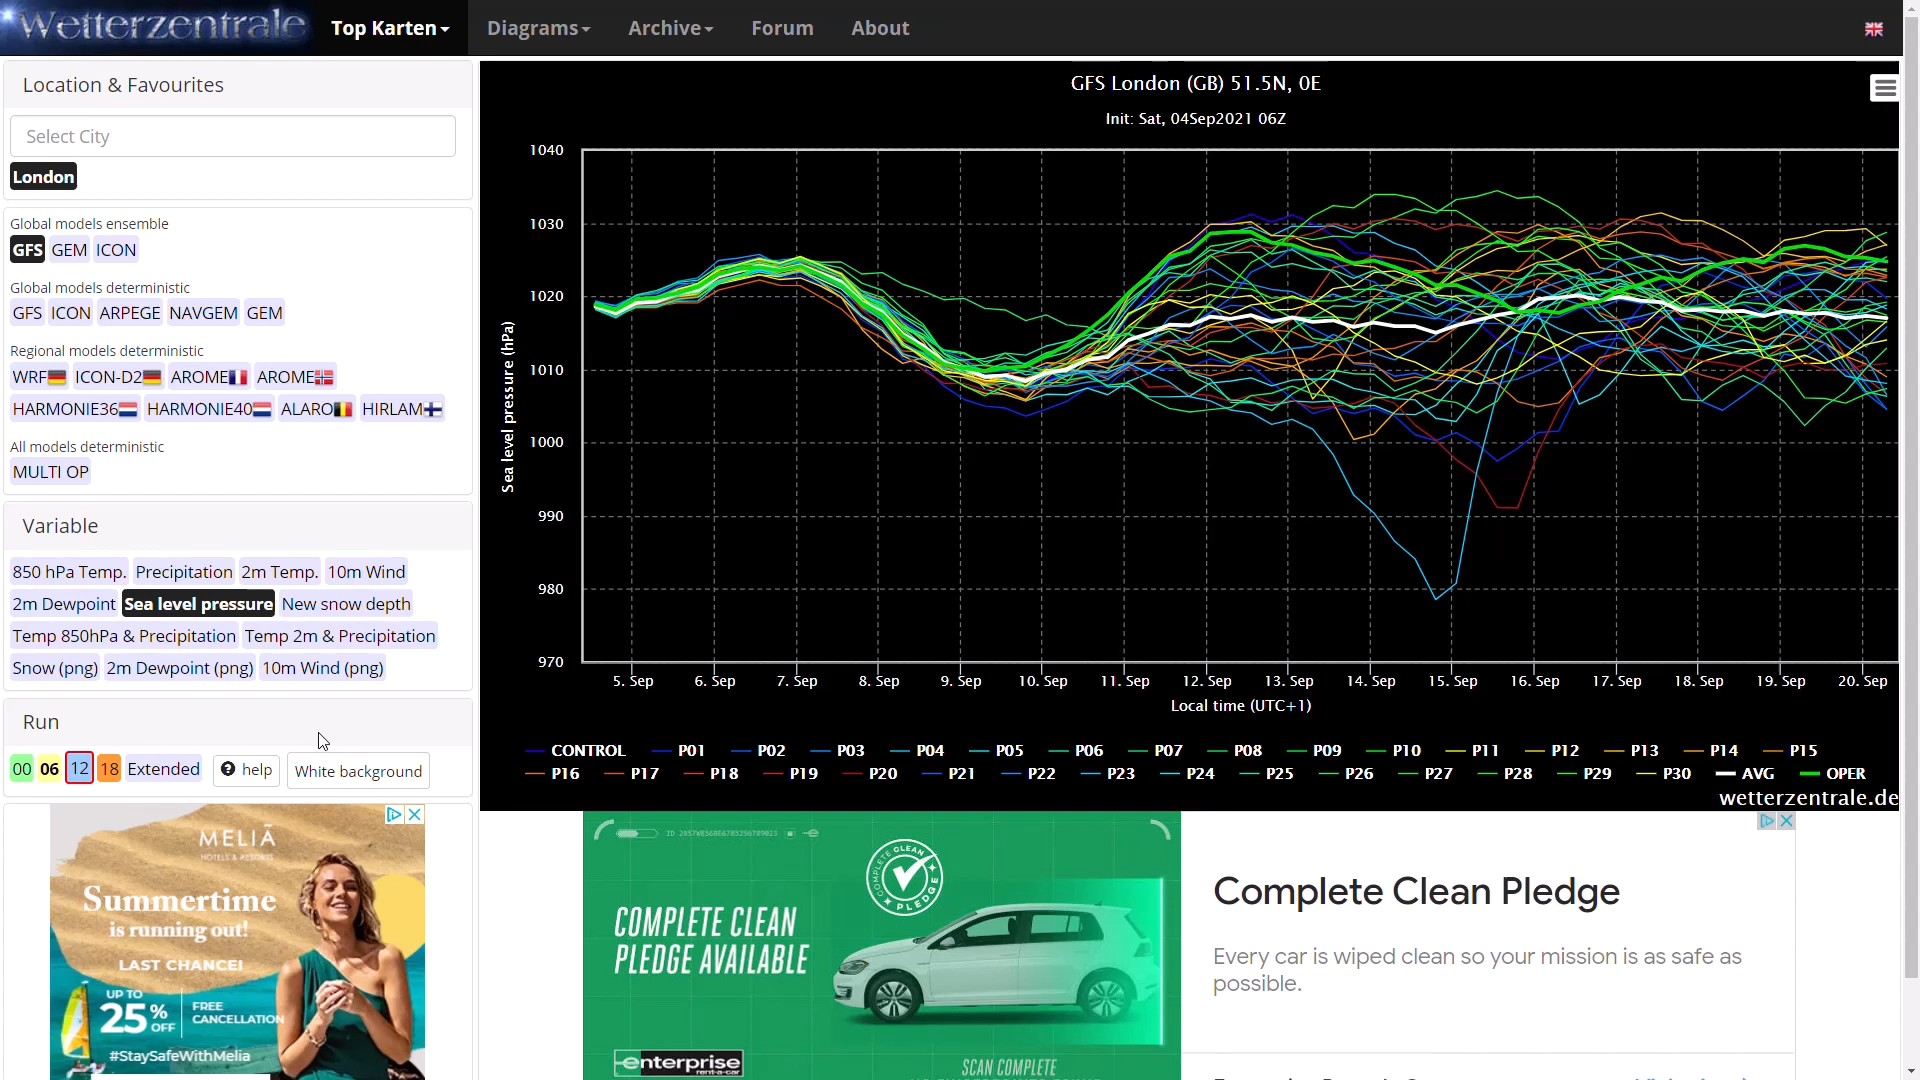 Wetterzentrale
Top Karten
Diagrams
Archive
Forum
About
Location & Favourites
Select City
London
Global models ensemble
GFS GEM ICON
Global models deterministic
GFS ICON ARPEGE NAVGEM GEM
Regional models deterministic
WRF ICON-D2 AROME AROME
HARMONIE36 HARMONIE40 ALARO HIRLAM
All models deterministic
MULTI OP
Variable
850 hPa Temp. Precipitation 2m Temp. 10m Wind
2m Dewpoint Sea level pressure New snow depth
Temp 850hPa & Precipitation Temp 2m & Precipitation
Snow (png) 2m Dewpoint (png) 10m Wind (png)
Run
00 06 12 18 Extended help White background
GFS London (GB) 51.5N, 0E
Init: Sat, 04Sep2021 06Z
Sea level pressure (hPa)
1040
1030
1020
1010
1000
990
980
970
5. Sep 6. Sep 7. Sep 8. Sep 9. Sep 10. Sep 11. Sep 12. Sep 13. Sep 14. Sep 15. Sep 16. Sep 17. Sep 18. Sep 19. Sep 20. Sep
Local time (UTC+1)
CONTROL P01 P02 P03 P04 P05 P06 P07 P08 P09 P10 P11 P12 P13 P14 P15
P16 P17 P18 P19 P20 P21 P22 P23 P24 P25 P26 P27 P28 P29 P30 AVG OPER
wetterzentrale.de
MELIÃ
HOTELS & RESORTS
Summertime
is running out!
LAST CHANCE!
UP TO
25% OFF
FREE
CANCELLATION
#StaySafeWithMelia
COMPLETE CLEAN
PLEDGE
COMPLETE CLEAN
PLEDGE AVAILABLE
enterprise
rent-a-car
SCAN COMPLETE
Complete Clean Pledge
Every car is wiped clean so your mission is as safe as
possible.